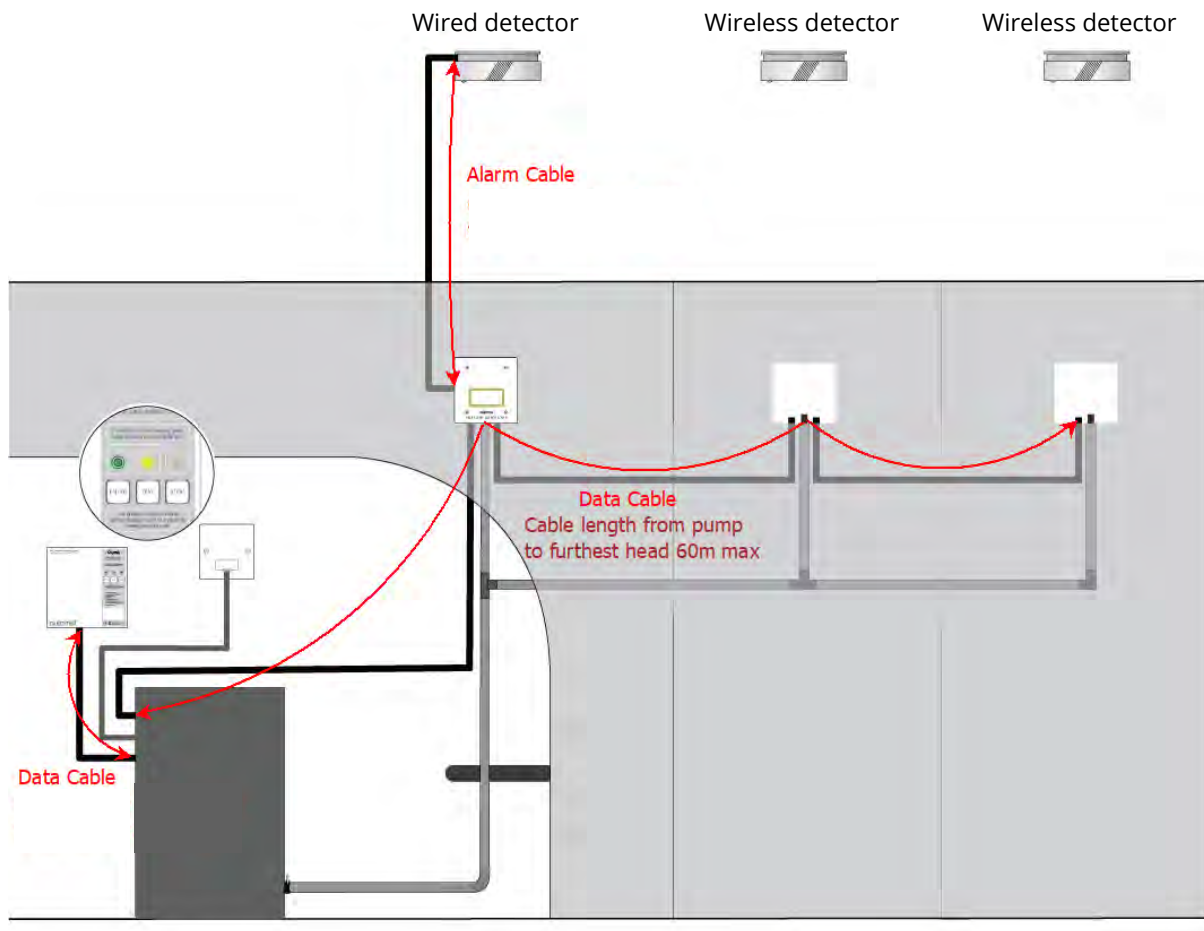 Wired detector
Wireless detector
Wireless detector
Alarm Cable
Data Cable
Cable length from pump
to furthest head 60m max
Data Cable